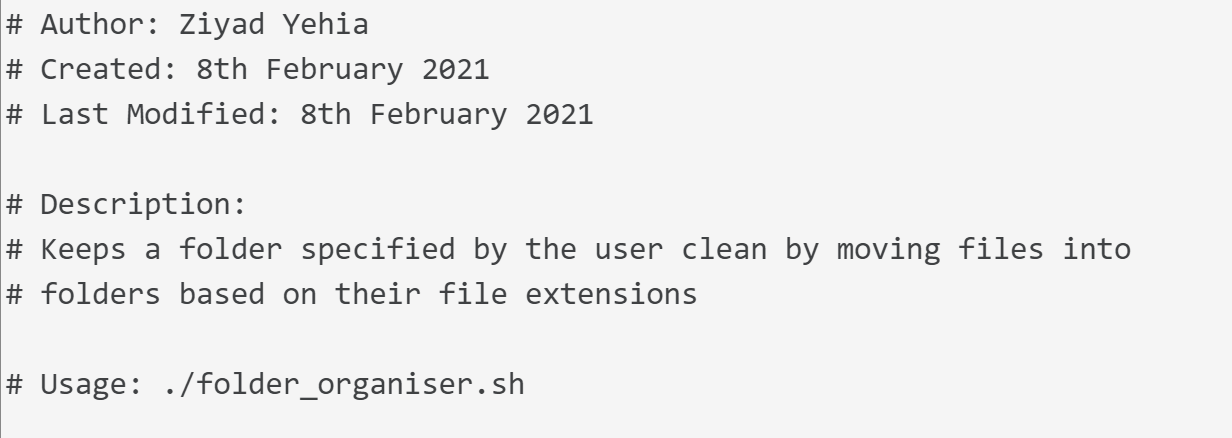 # Author: Ziyad Yehia
# Created: 8th February 2021
# Last Modified: 8th February 2021
# Description:
# Keeps a folder specified by the user clean by moving files into
# folders based on their file extensions
# Usage: ./folder_organiser.sh